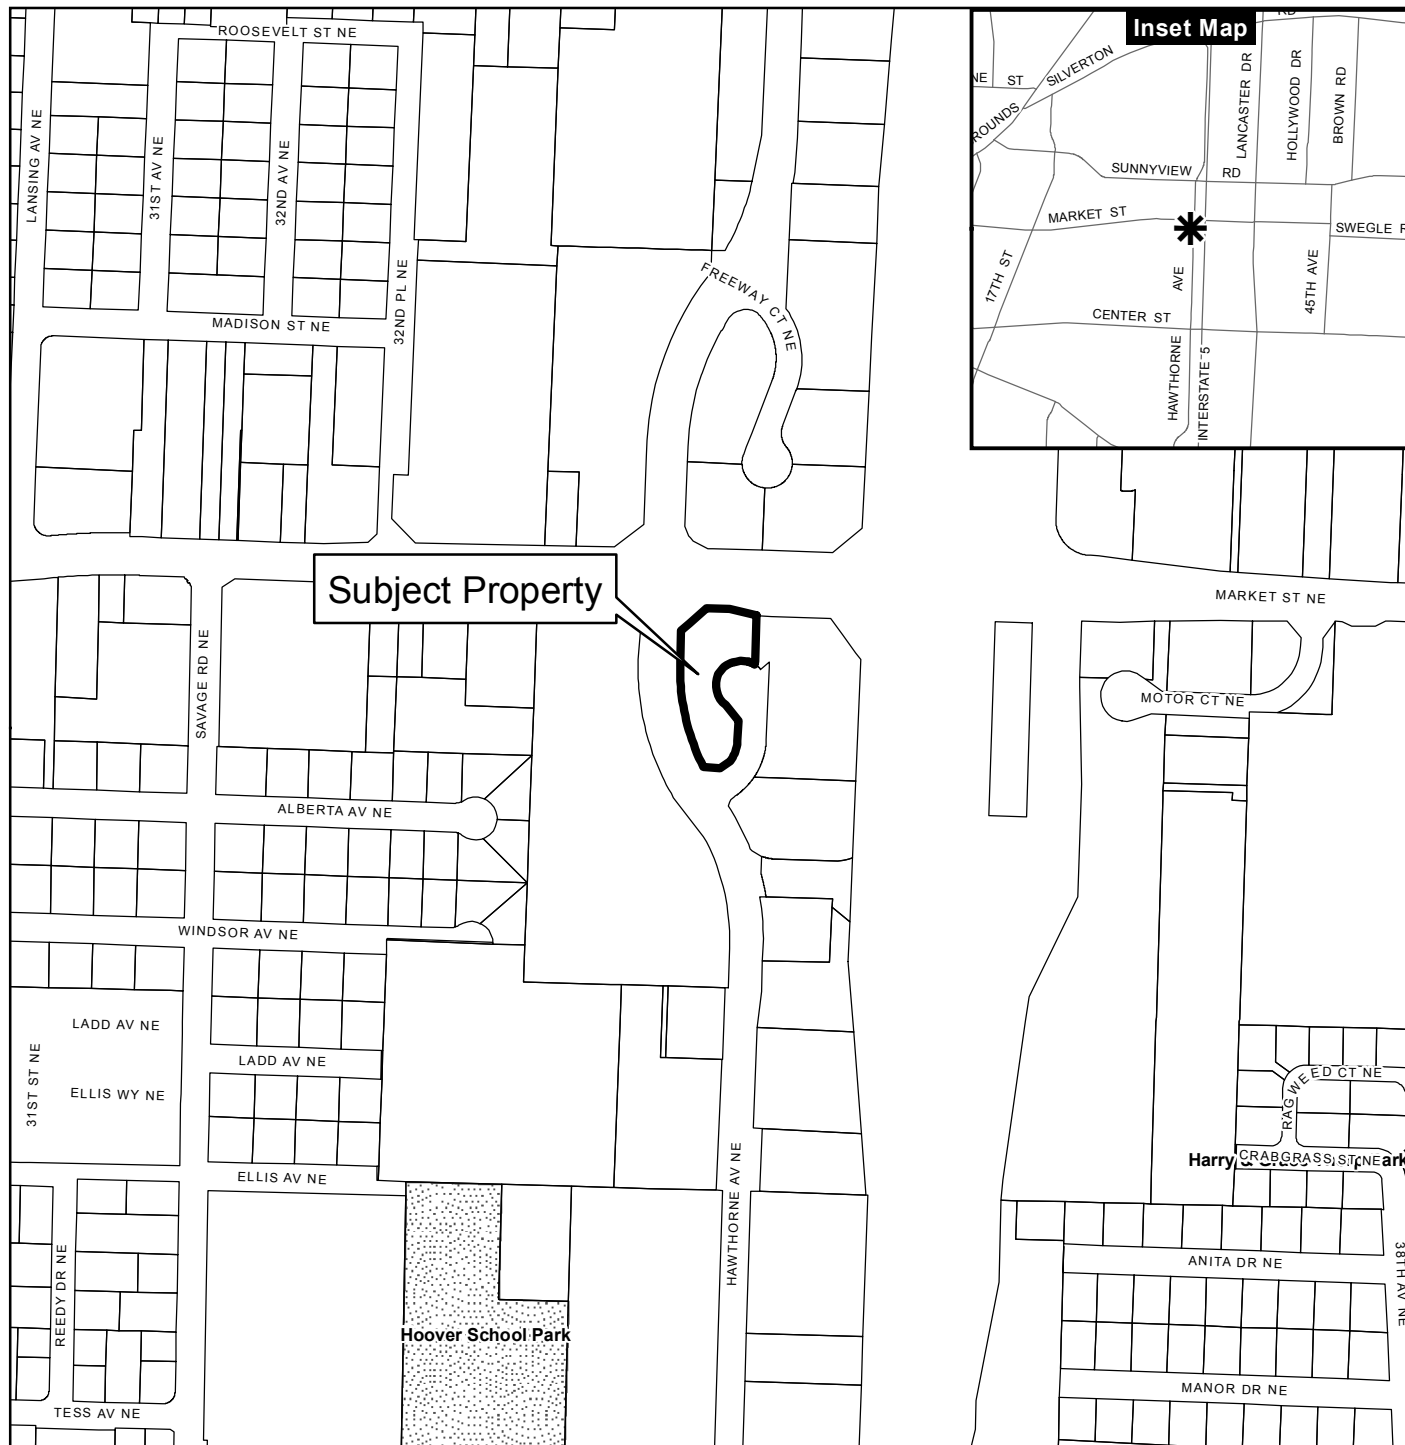 ROOSEVELT ST NE
LANSING AV NE
31ST AV NE
32ND AV NE
32ND PL NE
MADISON ST NE
FREEWAY CT NE
Inset Map
RD
NE ST
SILVERTON
ROUNDS
LANCASTER DR
HOLLYWOOD DR
BROWN RD
SUNNYVIEW RD
MARKET ST
SWEGLE R
17TH ST
HAWTHORNE AVE
INTERSTATE 5
45TH AVE
CENTER ST
Subject Property
MARKET ST NE
SAVAGE RD NE
MOTOR CT NE
ALBERTA AV NE
WINDSOR AV NE
LADD AV NE
LADD AV NE
31ST ST NE
ELLIS WY NE
RAGWEED CT NE
HAWTHORNE AV NE
Harry &
CRABGRASS ST NE
ark
ELLIS AV NE
REEDY DR NE
ANITA DR NE
38TH AV NE
Hoover School Park
MANOR DR NE
TESS AV NE